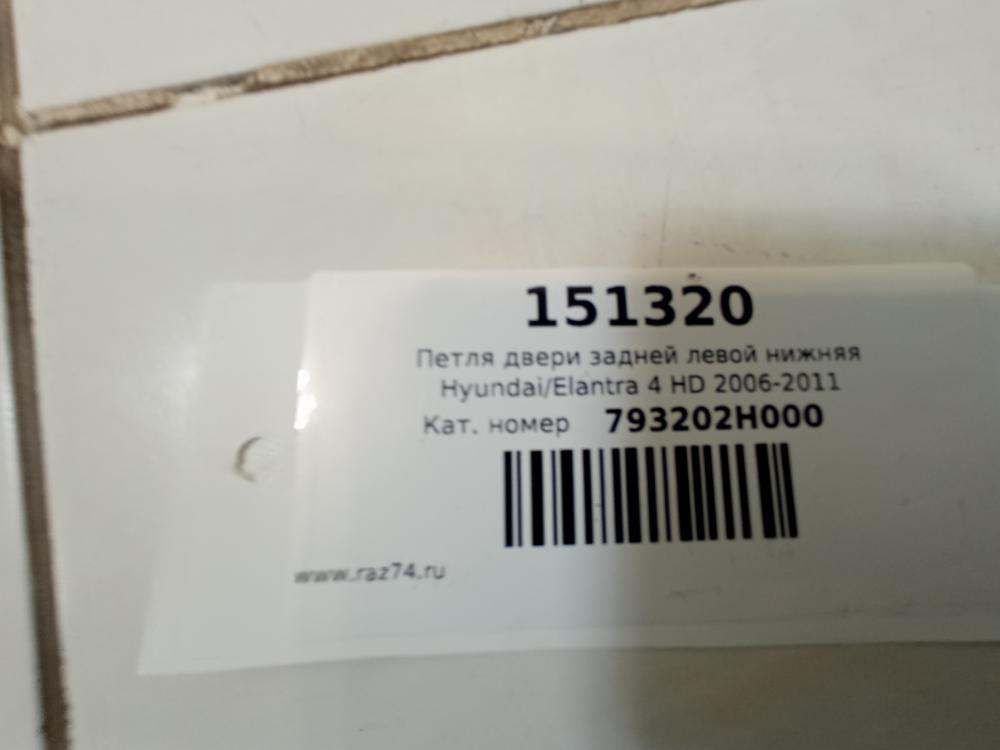 151320
Петля двери задней левой нижняя
Hyundai/Elantra 4 HD 2006-2011
Кат. номер 793202H000
www.raz74.ru